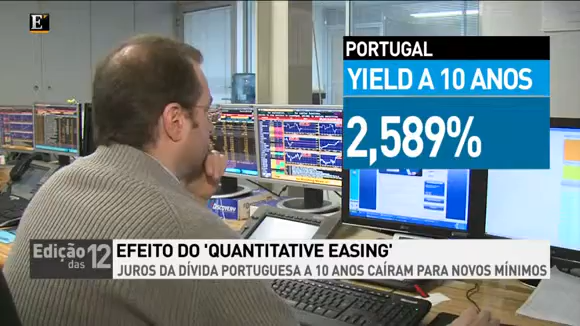 E
PORTUGAL
YIELD A 10 ANOS
2,589%
DISCOVERY
Edição
das 12
EFEITO DO 'QUANTITATIVE EASING'
JUROS DA DÍVIDA PORTUGUESA A 10 ANOS CAÍRAM PARA NOVOS MÍNIMOS